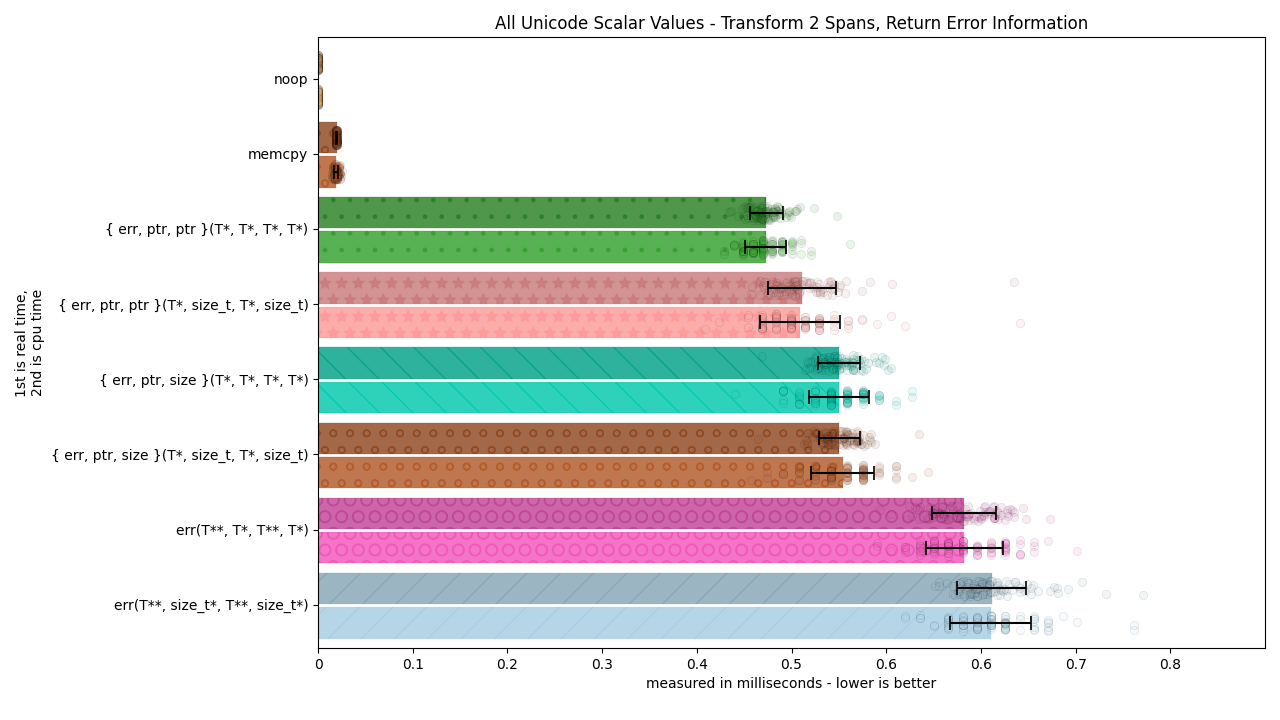 All Unicode Scalar Values - Transform 2 Spans, Return Error Information
noop
memcpy
{ err, ptr, ptr }(T*, T*, T*, T*)
{ err, ptr, ptr }(T*, size_t, T*, size_t)
{ err, ptr, size }(T*, T*, T*, T*)
{ err, ptr, size }(T*, size_t, T*, size_t)
err(T**, T*, T**, T*)
err(T**, size_t*, T**, size_t*)
1st is real time,
2nd is cpu time
0 0.1 0.2 0.3 0.4 0.5 0.6 0.6 0.7 0.8
measured in milliseconds - lower is better